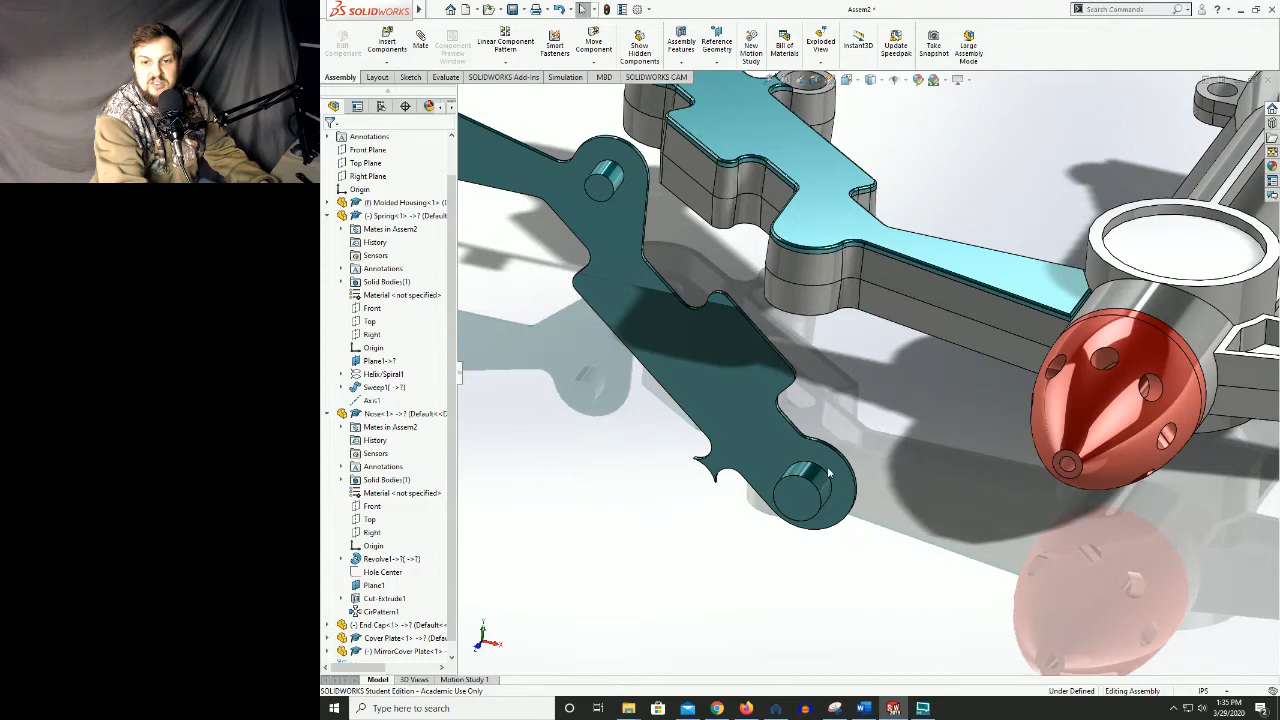 SOLIDWORKS
Assem2 *
Search Commands
Edit Component
Insert Components
Mate
Component Preview Window
Linear Component Pattern
Smart Fasteners
Move Component
Show Hidden Components
Assembly Features
Reference Geometry
New Motion Study
Bill of Materials
Exploded View
Instant3D
Update Speedpak
Take Snapshot
Large Assembly Mode
Assembly
Layout
Sketch
Evaluate
SOLIDWORKS Add-Ins
Simulation
MBD
SOLIDWORKS CAM
Annotations
Front Plane
Top Plane
Right Plane
Origin
(f) Molded Housing<1> (D
(-) Spring<1> ->? (Default
Mates in Assem2
History
Sensors
Annotations
Solid Bodies(1)
Material <not specified>
Front
Top
Right
Origin
Plane1->?
Helix/Spiral1
Sweep1{ ->?
Axis1
Nose<1> ->? (Default<<D
Mates in Assem2
History
Sensors
Annotations
Solid Bodies(1)
Material <not specified>
Front
Top
Right
Origin
Revolve1->?{ ->?
Hole Center
Plane1
Cut-Extrude1
CirPattern1
(-) End Cap<1> ->? (Default<
Cover Plate<1> ->? (Defau
(-) MirrorCover Plate<1> -
Y
X
Z
Model
3D Views
Motion Study 1
SOLIDWORKS Student Edition - Academic Use Only
Under Defined
Editing Assembly
IPS
Type here to search
1:35 PM
3/29/2020